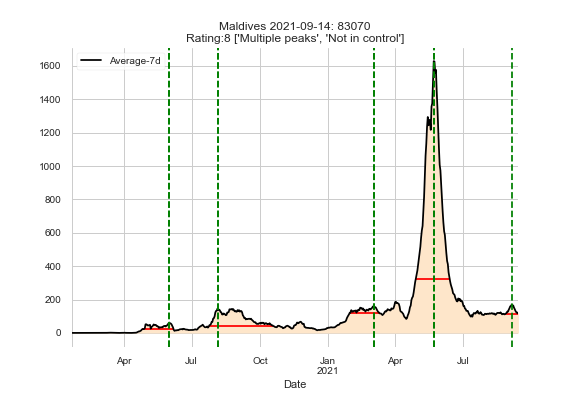 Maldives 2021-09-14: 83070
Rating:8 ['Multiple peaks', 'Not in control']
Average-7d
1600
1400
1200
1000
800
600
400
200
0
Apr Jul Oct Jan Apr Jul
2021
Date